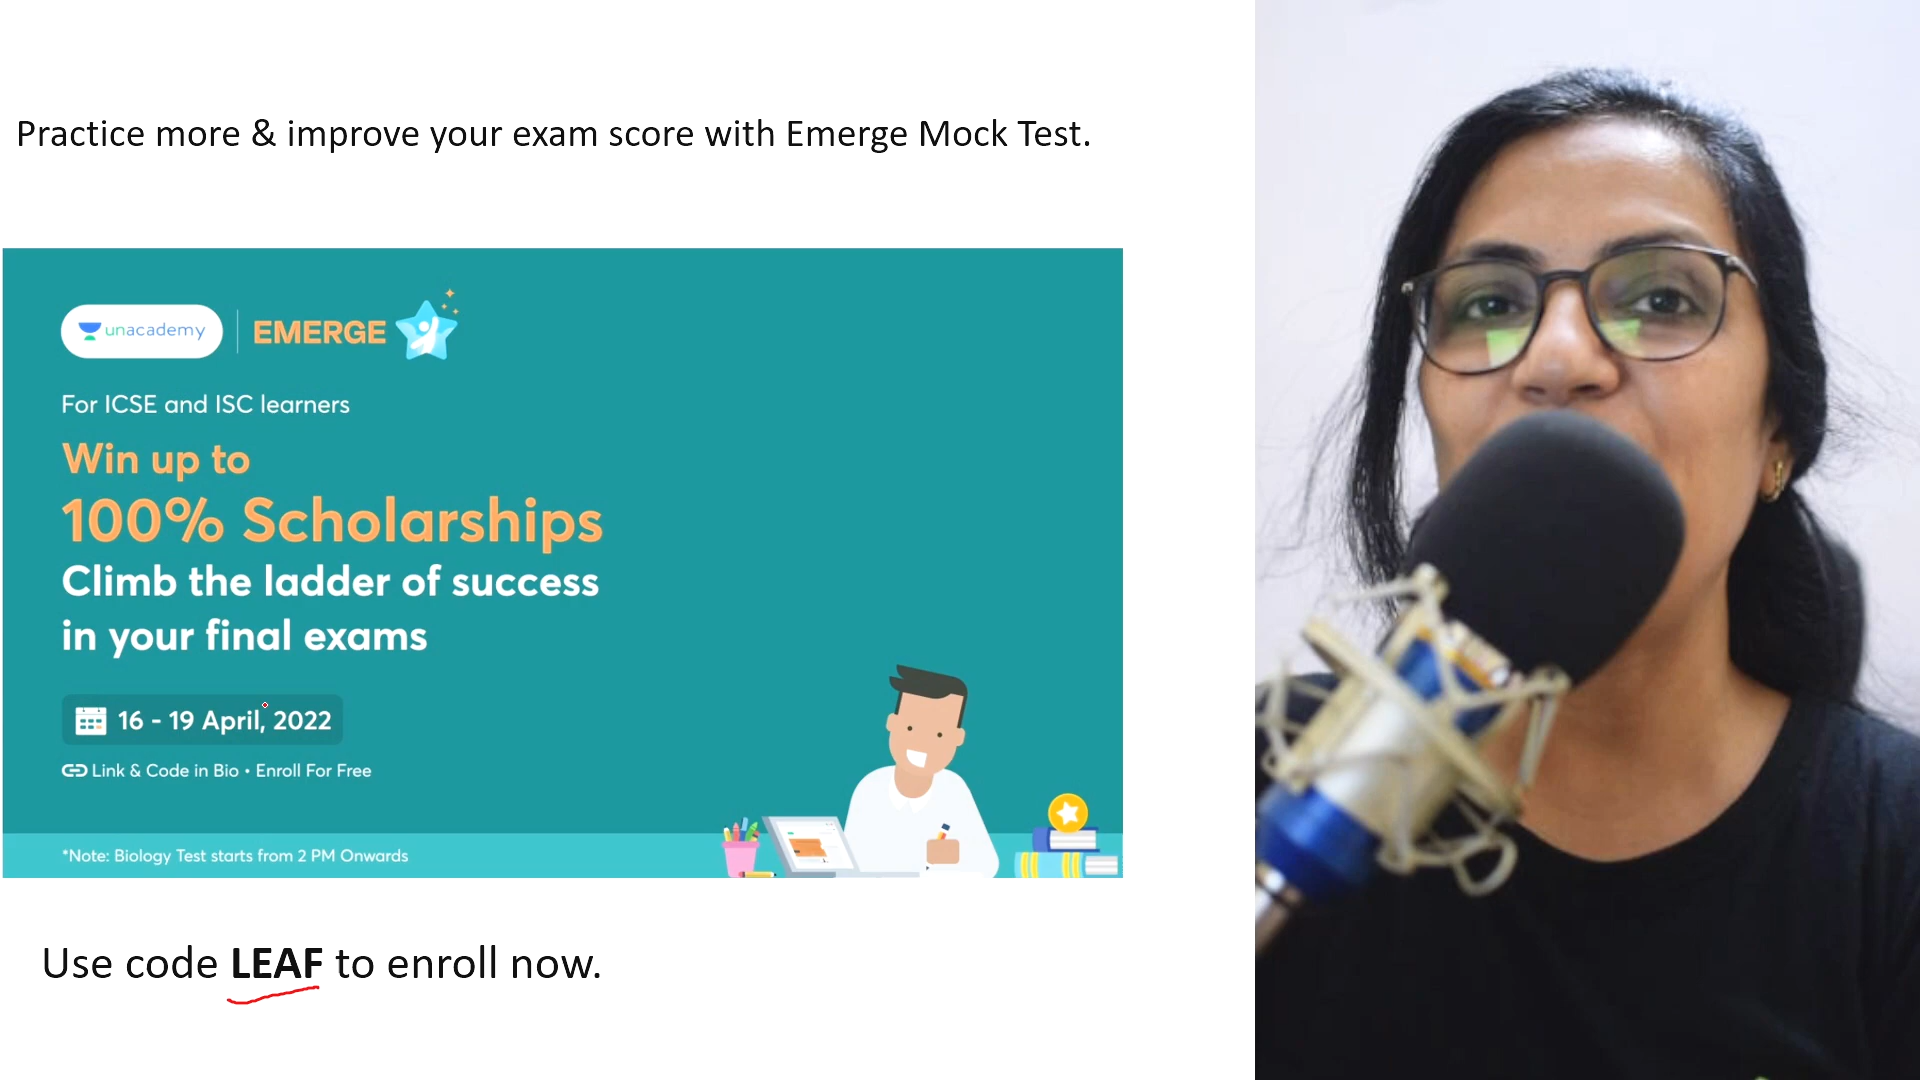 Practice more & improve your exam score with Emerge Mock Test.
unacademy
EMERGE
For ICSE and ISC learners
Win up to
100% Scholarships
Climb the ladder of success
in your final exams
16 - 19 April, 2022
Link & Code in Bio • Enroll For Free
*Note: Biology Test starts from 2 PM Onwards
Use code LEAF to enroll now.